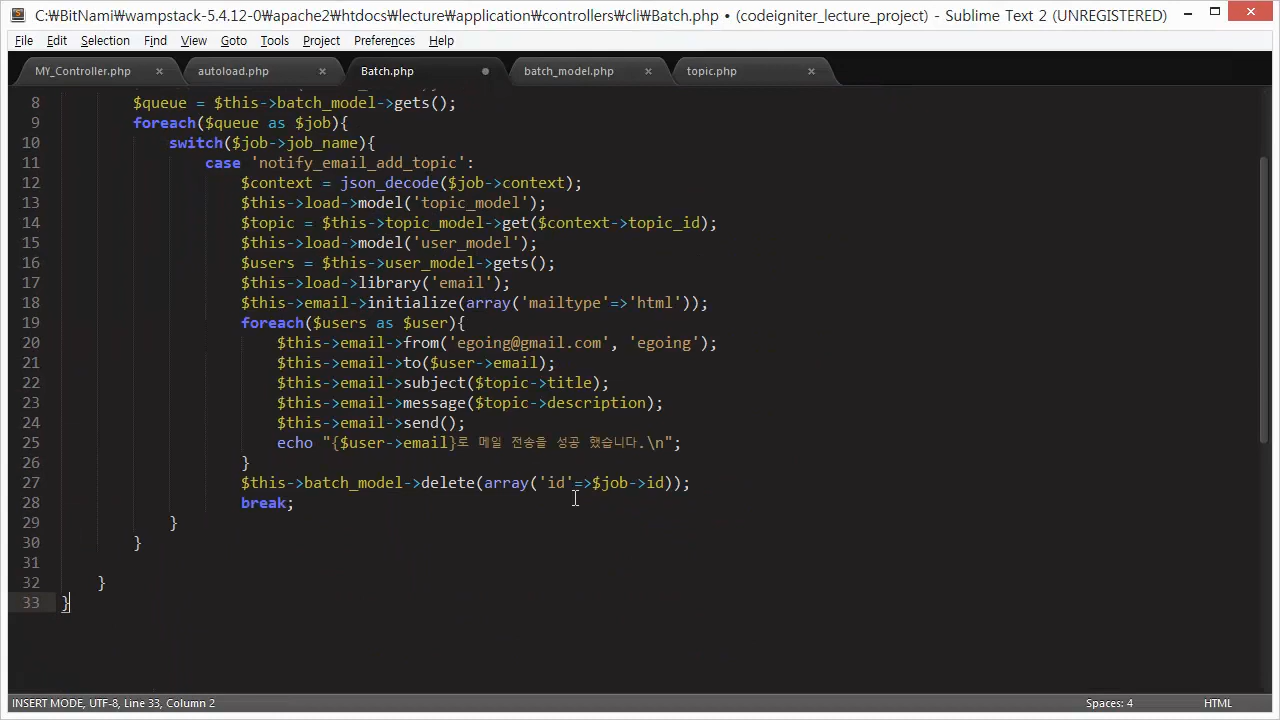 C:₩BitNami₩wampstack-5.4.12-0₩apache2₩htdocs₩lecture₩application₩controllers₩cli₩Batch.php • (codeigniter_lecture_project) - Sublime Text 2 (UNREGISTERED)
File Edit Selection Find View Goto Tools Project Preferences Help
MY_Controller.php autoload.php Batch.php batch_model.php topic.php
8 $queue = $this->batch_model->gets();
9 foreach($queue as $job){
10 switch($job->job_name){
11 case 'notify_email_add_topic':
12 $context = json_decode($job->context);
13 $this->load->model('topic_model');
14 $topic = $this->topic_model->get($context->topic_id);
15 $this->load->model('user_model');
16 $users = $this->user_model->gets();
17 $this->load->library('email');
18 $this->email->initialize(array('mailtype'=>'html'));
19 foreach($users as $user){
20 $this->email->from('egoing@gmail.com', 'egoing');
21 $this->email->to($user->email);
22 $this->email->subject($topic->title);
23 $this->email->message($topic->description);
24 $this->email->send();
25 echo "{$user->email}로 메일 전송을 성공 했습니다.\n";
26 }
27 $this->batch_model->delete(array('id'=>$job->id));
28 break;
29 }
30 }
31
32 }
33 }
INSERT MODE, UTF-8, Line 33, Column 2 Spaces: 4 HTML